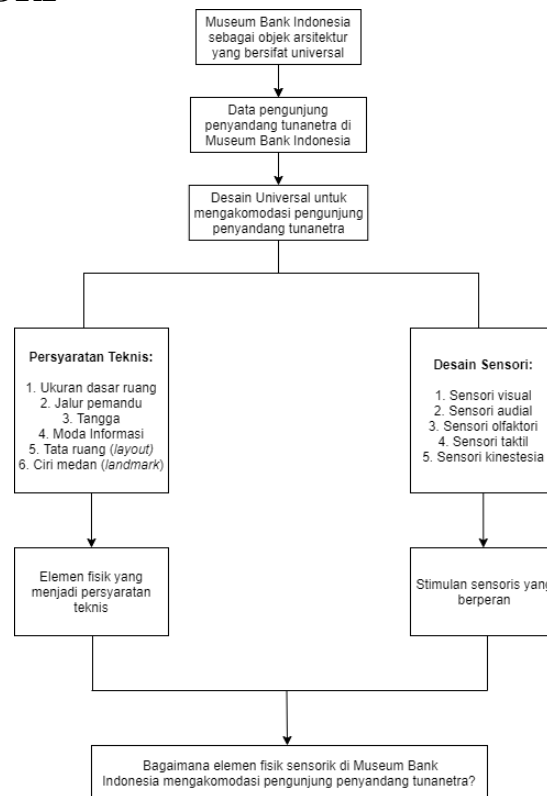 Museum Bank Indonesia
sebagai objek arsitektur
yang bersifat universal
Data pengunjung
penyandang tunanetra di
Museum Bank Indonesia
Desain Universal untuk
mengakomodasi pengunjung
penyandang tunanetra
Persyaratan Teknis:
1. Ukuran dasar ruang
2. Jalur pemandu
3. Tangga
4. Moda Informasi
5. Tata ruang (layout)
6. Ciri medan (landmark)
Desain Sensori:
1. Sensori visual
2. Sensori audial
3. Sensori olfaktori
4. Sensori taktil
5. Sensori kinestesia
Elemen fisik yang
menjadi persyaratan
teknis
Stimulan sensoris yang
berperan
Bagaimana elemen fisik sensorik di Museum Bank
Indonesia mengakomodasi pengunjung penyandang tunanetra?